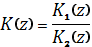 K(z) = K₁(z) / K₂(z)